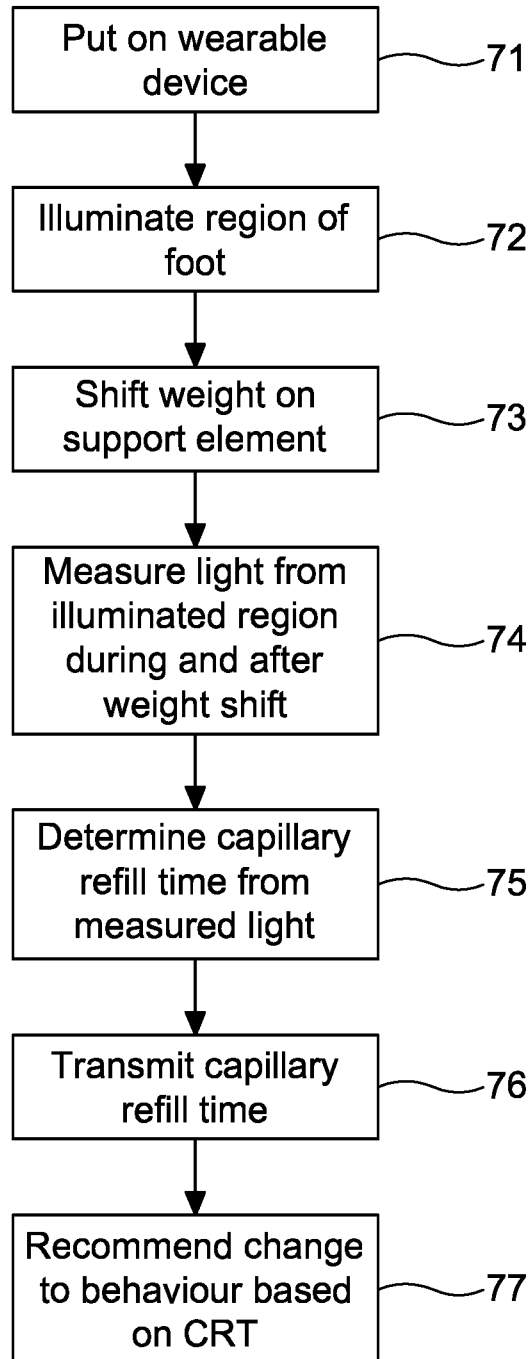 Put on wearable
device
71
Illuminate region of
foot
72
Shift weight on
support element
73
Measure light from
illuminated region
during and after
weight shift
74
Determine capillary
refill time from
measured light
75
Transmit capillary
refill time
76
Recommend change
to behaviour based
on CRT
77